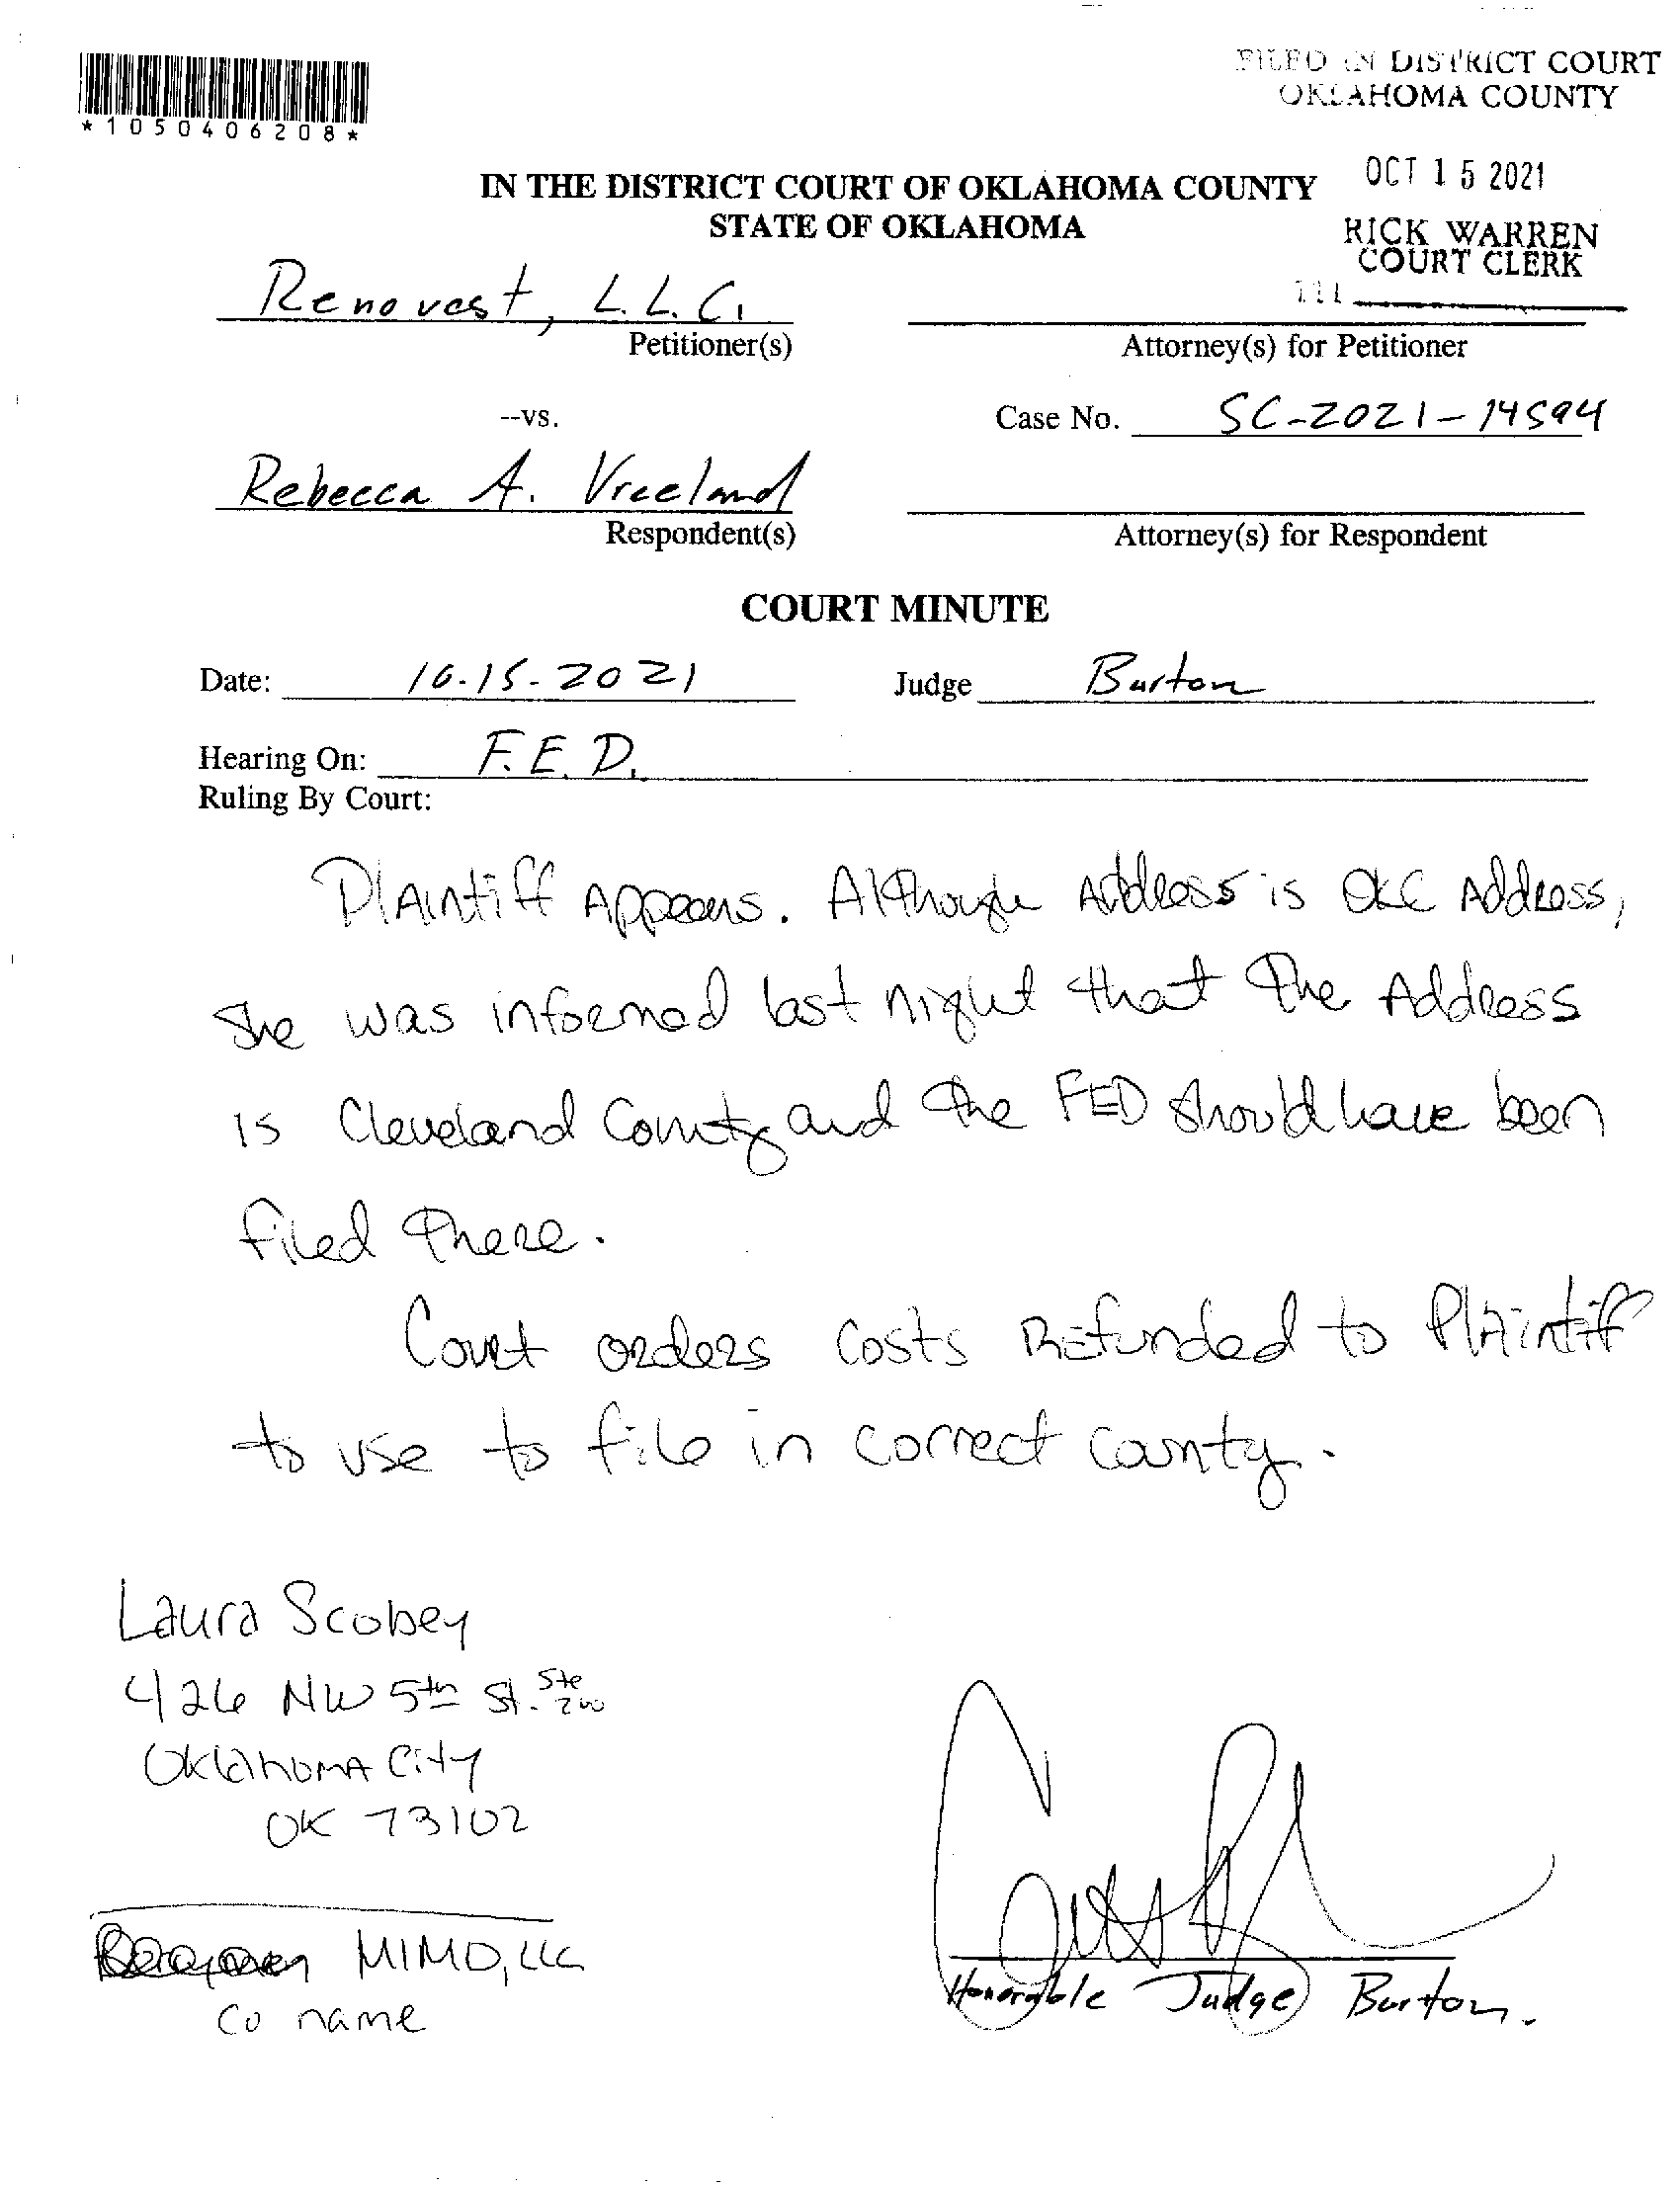 FILED IN DISTRICT COURT
OKLAHOMA COUNTY
*1050406208*
OCT 15 2021
IN THE DISTRICT COURT OF OKLAHOMA COUNTY
STATE OF OKLAHOMA
RICK WARREN
COURT CLERK
Renovest, L.L.C.
Petitioner(s)
Attorney(s) for Petitioner
--vs.
Case No. SC-2021-14594
Rebecca A. Vreeland
Respondent(s)
Attorney(s) for Respondent
COURT MINUTE
Date: 10-15-2021 Judge Burton
Hearing On: F.E.D.
Ruling By Court:
Plaintiff Appears. Although Address is OKC Address,
She was informed last night that the Address
is Cleveland County and the FED should have been
filed there.
Court orders costs Refunded to Plaintiff
to use to file in correct county.
Laura Scobey
426 NW 5th St. Ste 200
Oklahoma City
OK 73102
MIMO, LLC
Co name
Honorable Judge Burton.